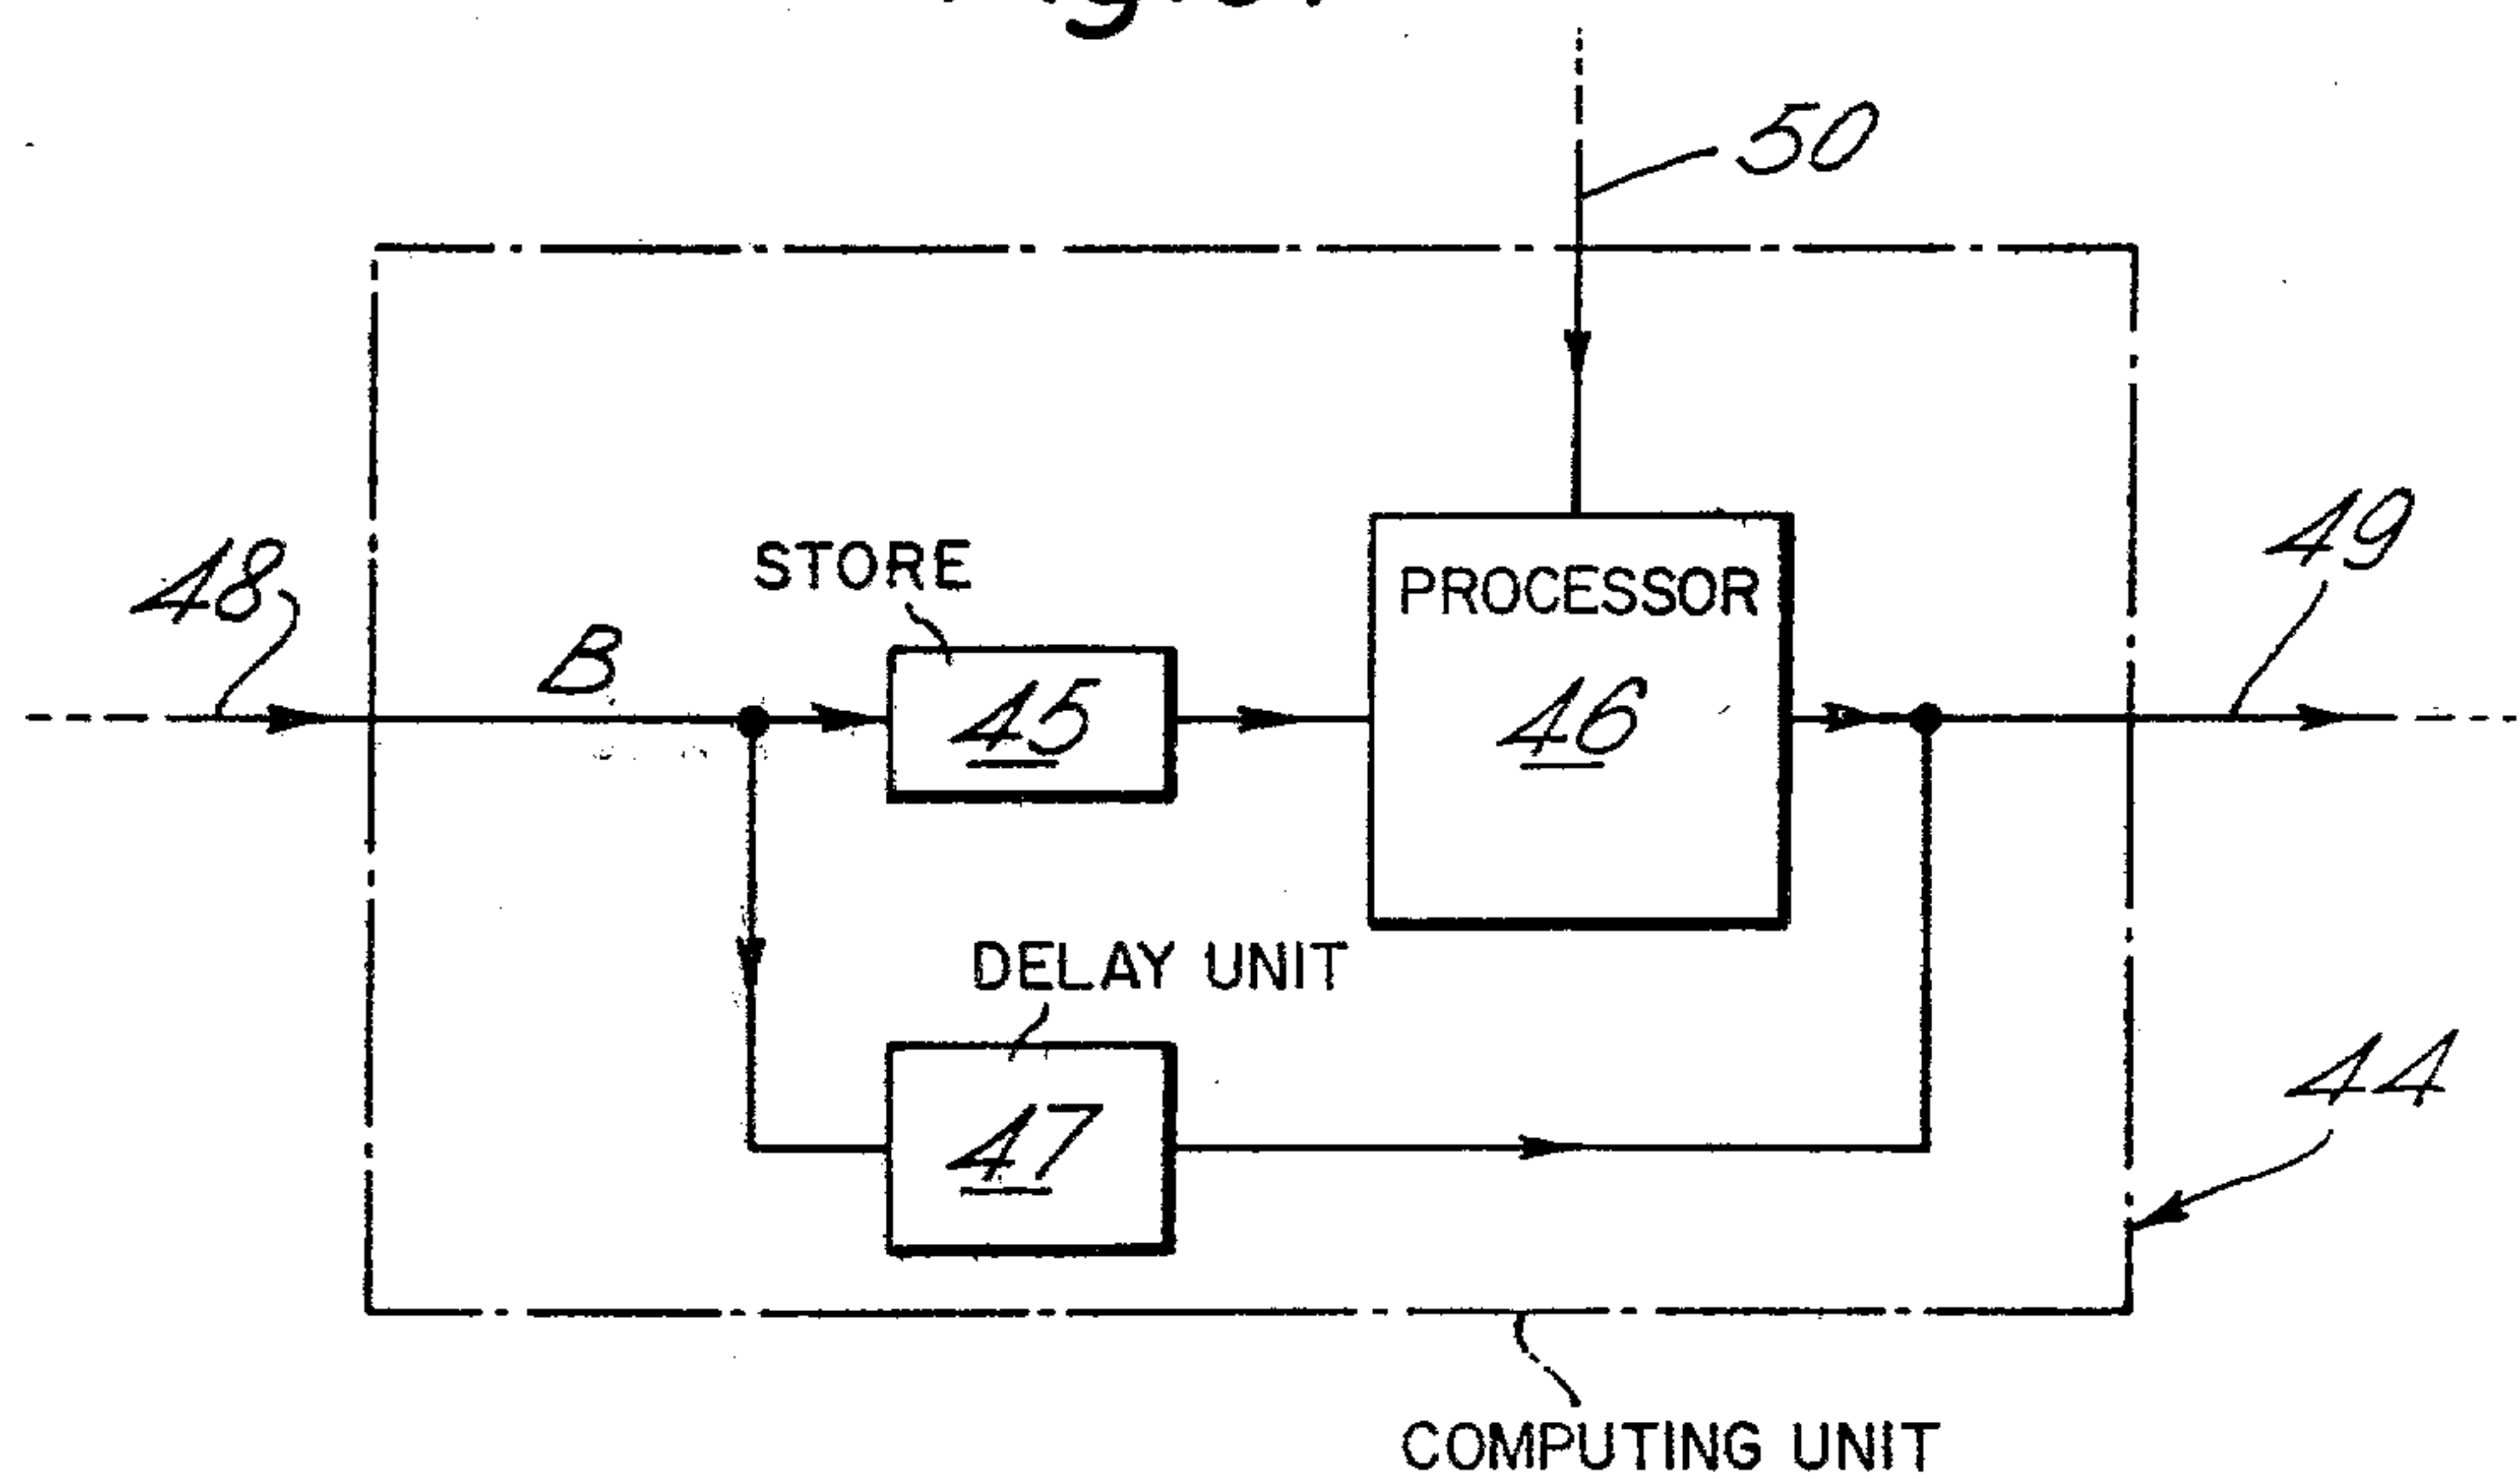 50
48
B
STORE
45
PROCESSOR
46
49
DELAY UNIT
47
44
COMPUTING UNIT